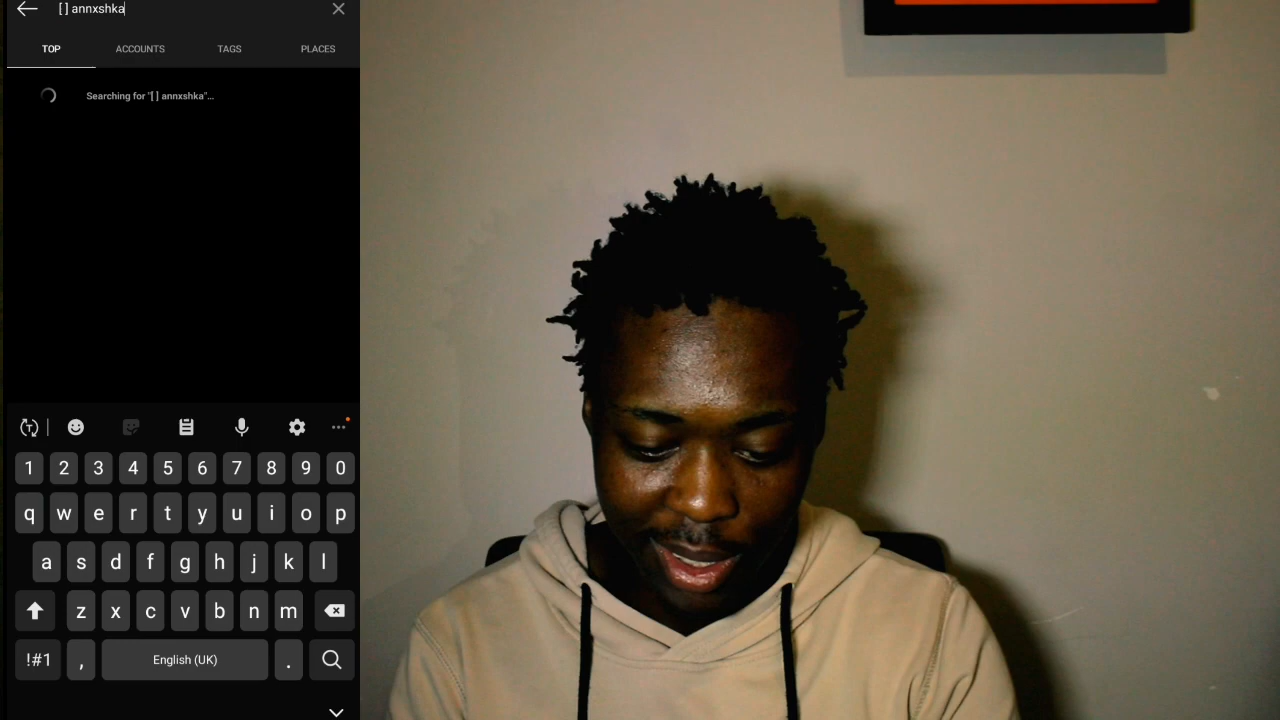 [ ] annxshka
TOP ACCOUNTS TAGS PLACES
Searching for "[ ] annxshka"...
1 2 3 4 5 6 7 8 9 0
q w e r t y u i o p
a s d f g h j k l
z x c v b n m
!#1 , English (UK) .